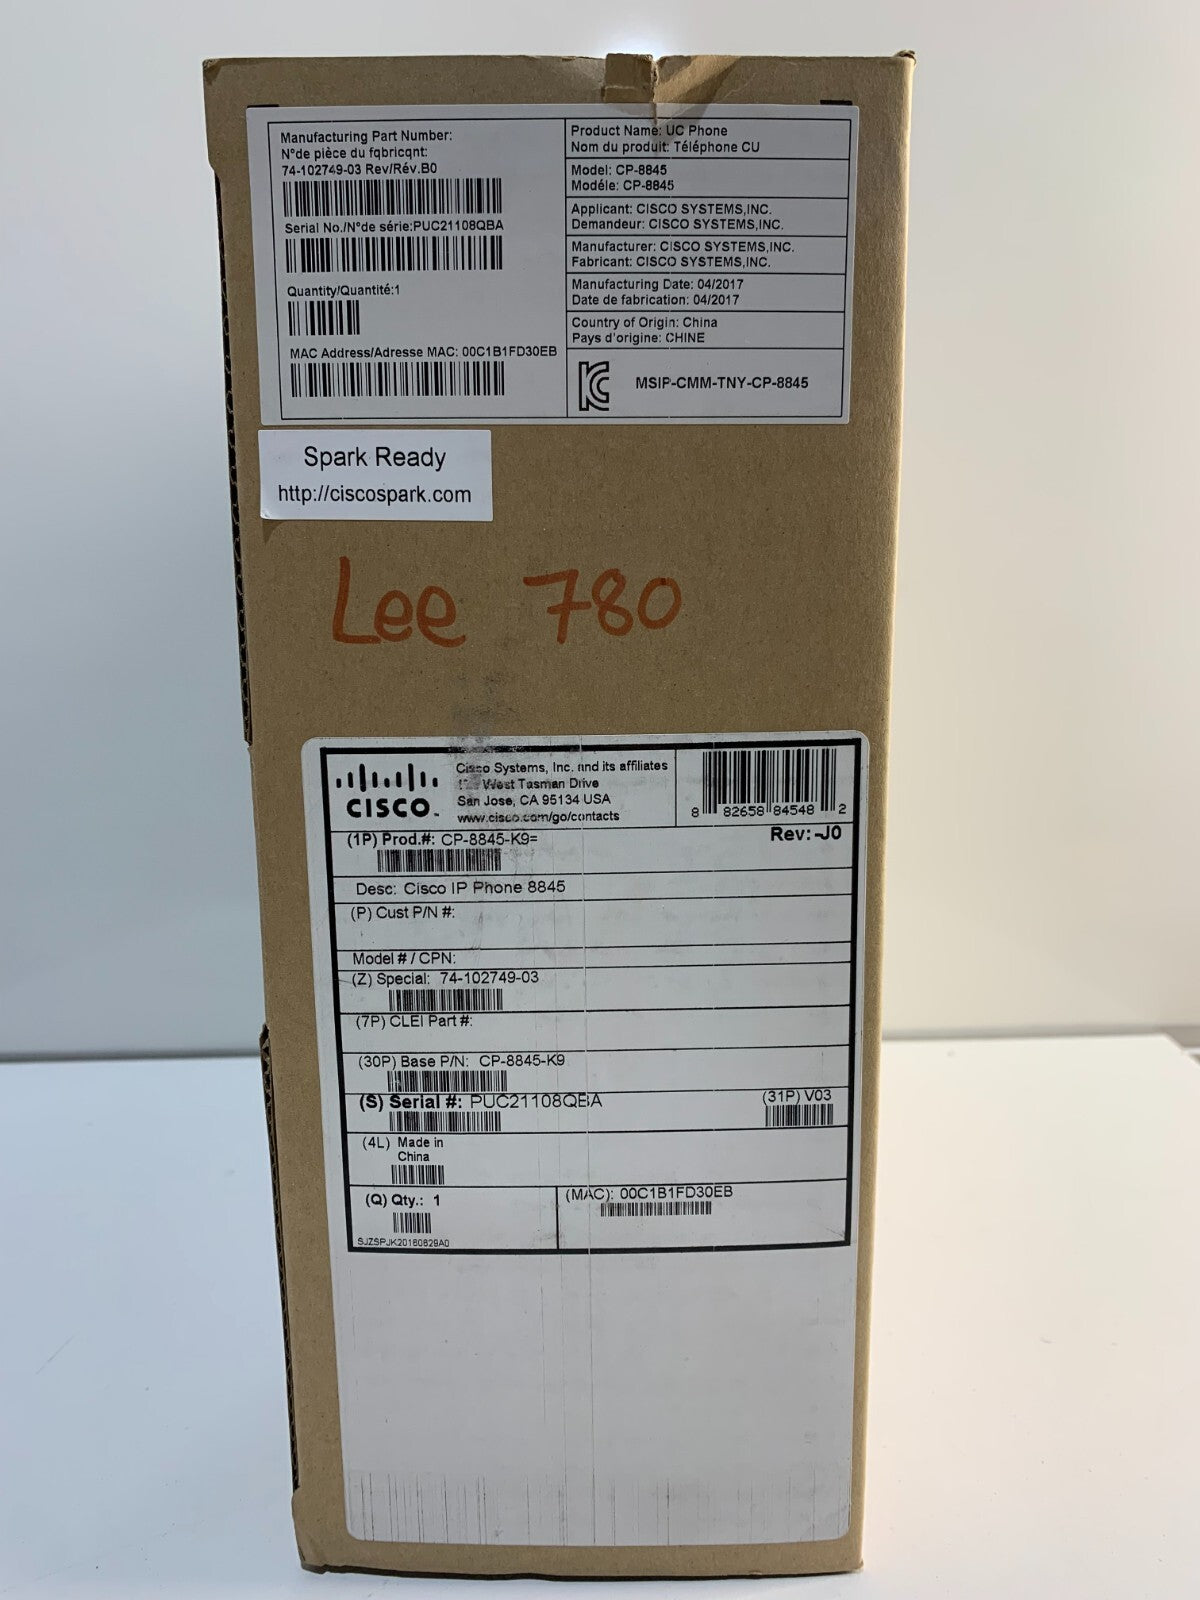 Manufacturing Part Number:
N°de pièce du fqbricqnt:
74-102749-03 Rev/Rév.B0
Serial No./N°de série:PUC21108QBA
Quantity/Quantité:1
MAC Address/Adresse MAC: 00C1B1FD30EB
Product Name: UC Phone
Nom du produit: Téléphone CU
Model: CP-8845
Modéle: CP-8845
Applicant: CISCO SYSTEMS,INC.
Demandeur: CISCO SYSTEMS,INC.
Manufacturer: CISCO SYSTEMS,INC.
Fabricant: CISCO SYSTEMS,INC.
Manufacturing Date: 04/2017
Date de fabrication: 04/2017
Country of Origin: China
Pays d'origine: CHINE
MSIP-CMM-TNY-CP-8845
Spark Ready
http://ciscospark.com
Lee 780
CISCO
Cisco Systems, Inc. and its affiliates
West Tasman Drive
San Jose, CA 95134 USA
www.cisco.com/go/contacts
8 82658 84548 2
(1P) Prod.#: CP-8845-K9=
Rev: -J0
Desc: Cisco IP Phone 8845
(P) Cust P/N #:
Model # / CPN:
(Z) Special: 74-102749-03
(7P) CLEI Part #:
(30P) Base P/N: CP-8845-K9
(S) Serial #: PUC21108QBA
(31P) V03
(4L) Made in
China
(Q) Qty.: 1
(MAC): 00C1B1FD30EB
SJZSPJK20160629A0